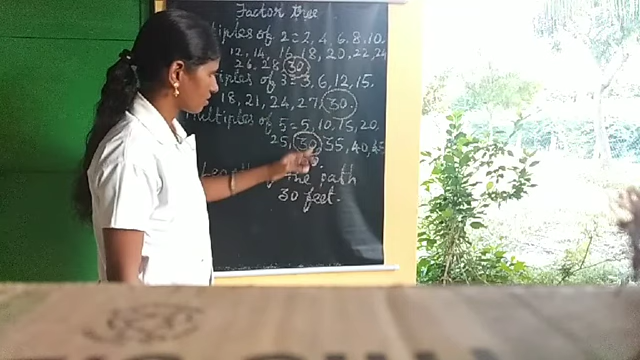 Factor tree
tiples of 2 = 2, 4, 6, 8, 10.
12, 14, 16, 18, 20, 22, 24
26, 28, 30
tiples of 3 = 3, 6, 12, 15.
18, 21, 24, 27, 30.
Multiples of 5 = 5, 10, 15, 20.
25, 30, 35, 40, 45
of the path
30 feet.